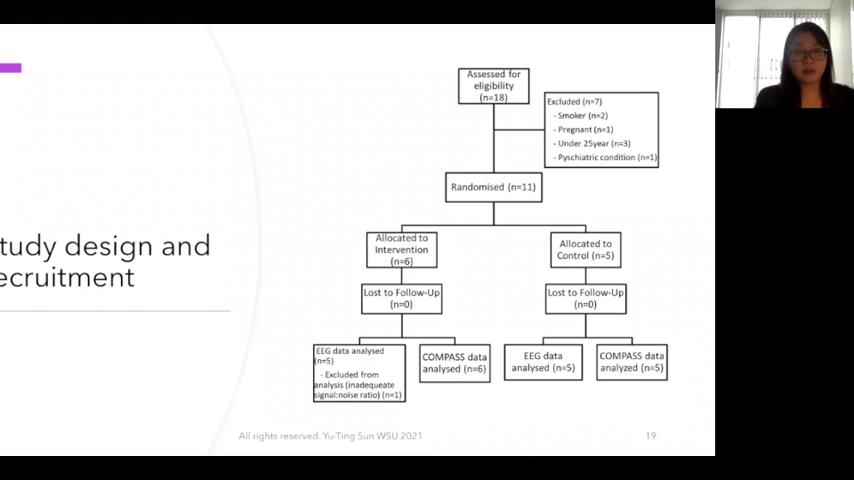 Assessed for
eligibility
(n=18)
Excluded (n=7)
- Smoker (n=2)
- Pregnant (n=1)
- Under 25year (n=3)
- Pyschiatric condition (n=1)
Randomised (n=11)
tudy design and
ecruitment
Allocated to
Intervention
(n=6)
Allocated to
Control (n=5)
Lost to Follow-Up
(n=0)
Lost to Follow-Up
(n=0)
EEG data analysed
(n=5)
- Excluded from
analysis (inadequeate
signal:noise ratio) (n=1)
COMPASS data
analysed (n=6)
EEG data
analysed (n=5)
COMPASS data
analyzed (n=5)
All rights reserved. Yu-Ting Sun WSU 2021
19